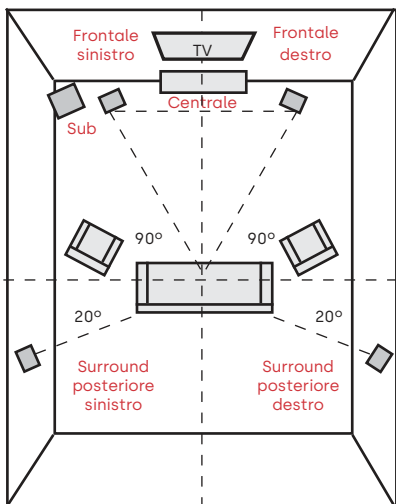 Frontale
sinistro
TV
Frontale
destro
Centrale
Sub
90°
90°
20°
20°
Surround
posteriore
sinistro
Surround
posteriore
destro